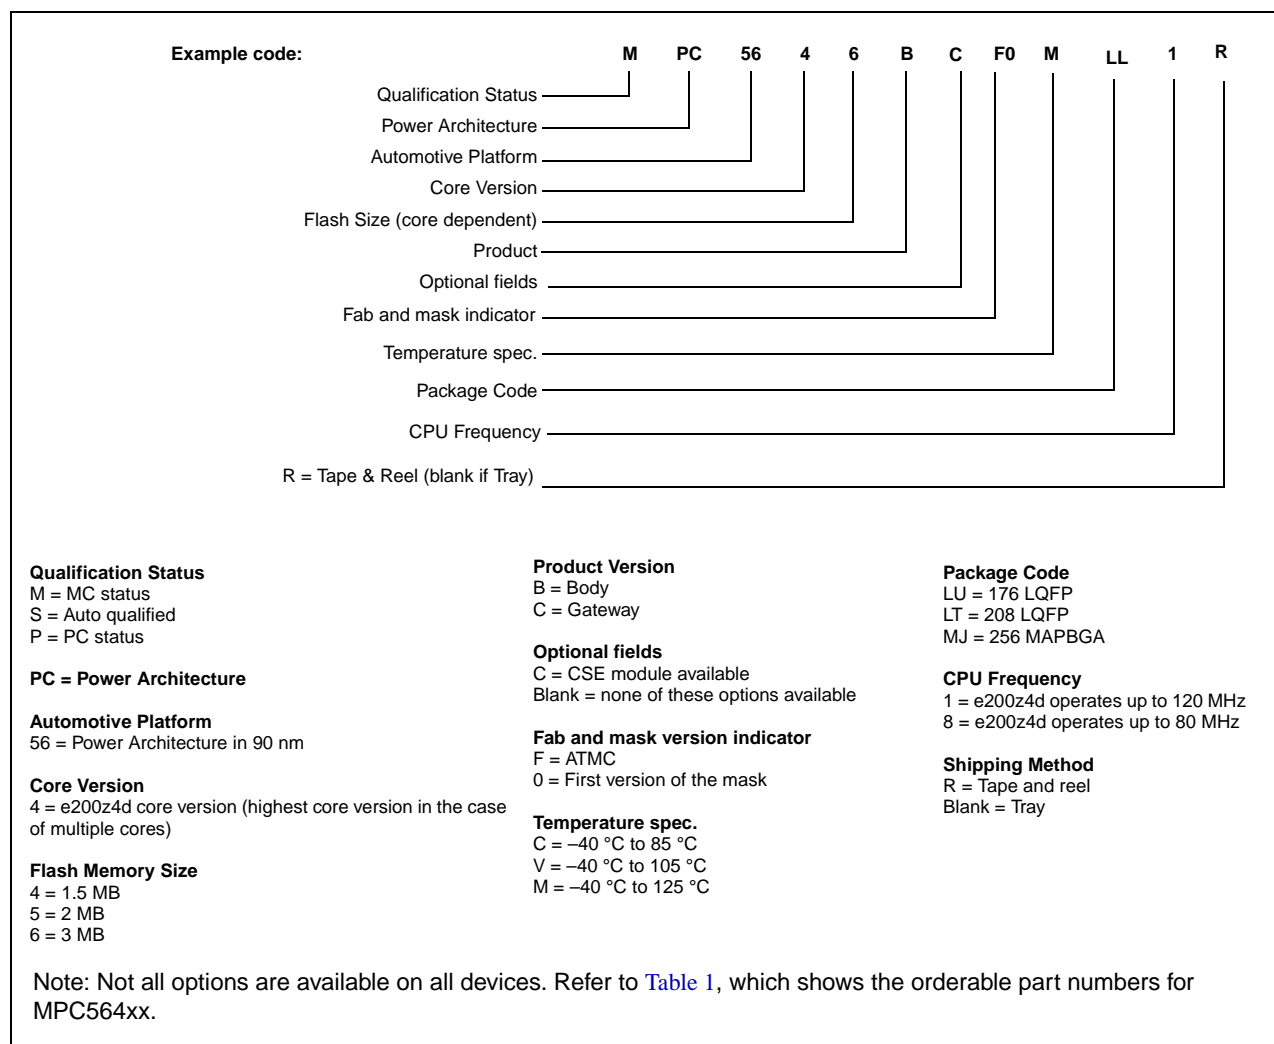 Example code: M PC 56 4 6 B C F0 M LL 1 R
Qualification Status
Power Architecture
Automotive Platform
Core Version
Flash Size (core dependent)
Product
Optional fields
Fab and mask indicator
Temperature spec.
Package Code
CPU Frequency
R = Tape & Reel (blank if Tray)
Qualification Status
M = MC status
S = Auto qualified
P = PC status
PC = Power Architecture
Automotive Platform
56 = Power Architecture in 90 nm
Core Version
4 = e200z4d core version (highest core version in the case
of multiple cores)
Flash Memory Size
4 = 1.5 MB
5 = 2 MB
6 = 3 MB
Product Version
B = Body
C = Gateway
Optional fields
C = CSE module available
Blank = none of these options available
Fab and mask version indicator
F = ATMC
0 = First version of the mask
Temperature spec.
C = –40 °C to 85 °C
V = –40 °C to 105 °C
M = –40 °C to 125 °C
Package Code
LU = 176 LQFP
LT = 208 LQFP
MJ = 256 MAPBGA
CPU Frequency
1 = e200z4d operates up to 120 MHz
8 = e200z4d operates up to 80 MHz
Shipping Method
R = Tape and reel
Blank = Tray
Note: Not all options are available on all devices. Refer to Table 1, which shows the orderable part numbers for
MPC564xx.